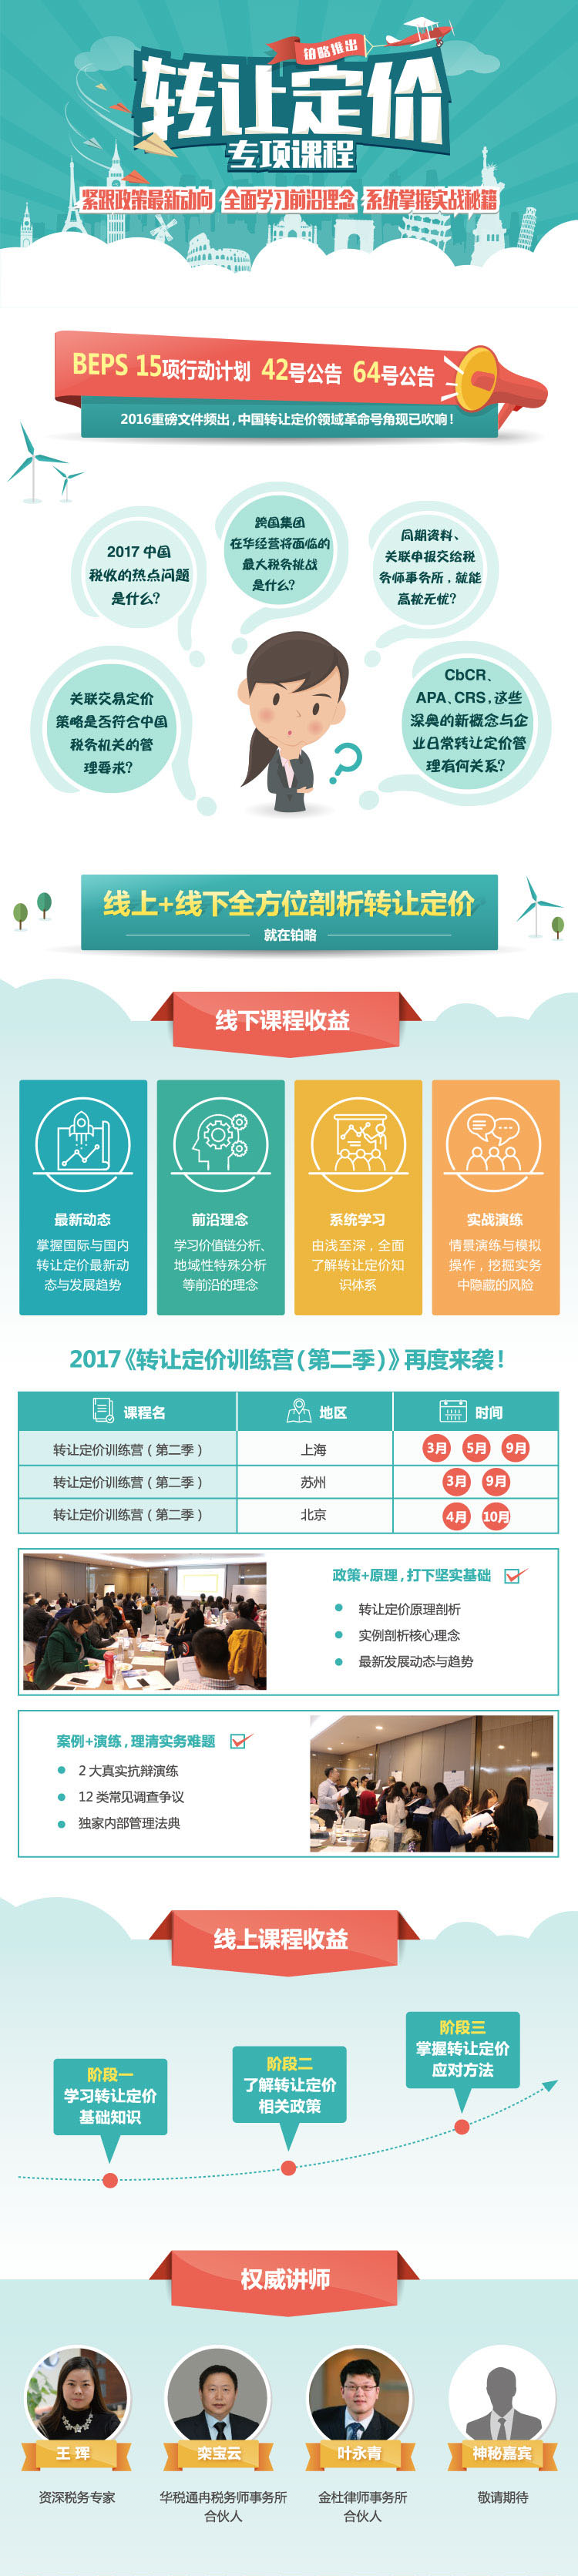 铂略推出
转让定价
专项课程
紧跟政策最新动向 全面学习前沿理念 系统掌握实战秘籍
BEPS 15项行动计划 42号公告 64号公告
2016重磅文件频出，中国转让定价领域革命号角现已吹响！
2017 中国
税收的热点问题
是什么？
跨国集团
在华经营将面临的
最大税务挑战
是什么？
同期资料、
关联申报交给税
务师事务所，就能
高枕无忧？
关联交易定价
策略是否符合中国
税务机关的管
理要求？
CbCR、
APA、CRS，这些
深奥的新概念与企
业日常转让定价管
理有何关系？
线上+线下全方位剖析转让定价
就在铂略
线下课程收益
最新动态
掌握国际与国内
转让定价最新动
态与发展趋势
前沿理念
学习价值链分析、
地域性特殊分析
等前沿的理念
系统学习
由浅至深，全面
了解转让定价知
识体系
实战演练
情景演练与模拟
操作，挖掘实务
中隐藏的风险
2017《转让定价训练营（第二季）》再度来袭！
课程名 地区 时间
转让定价训练营（第二季） 上海 3月 5月 9月
转让定价训练营（第二季） 苏州 3月 9月
转让定价训练营（第二季） 北京 4月 10月
政策+原理，打下坚实基础
转让定价原理剖析
实例剖析核心理念
最新发展动态与趋势
案例+演练，理清实务难题
2 大真实抗辩演练
12 类常见调查争议
独家内部管理法典
线上课程收益
阶段一
学习转让定价
基础知识
阶段二
了解转让定价
相关政策
阶段三
掌握转让定价
应对方法
权威讲师
王 珲
资深税务专家
栾宝云
华税通冉税务师事务所
合伙人
叶永青
金杜律师事务所
合伙人
神秘嘉宾
敬请期待